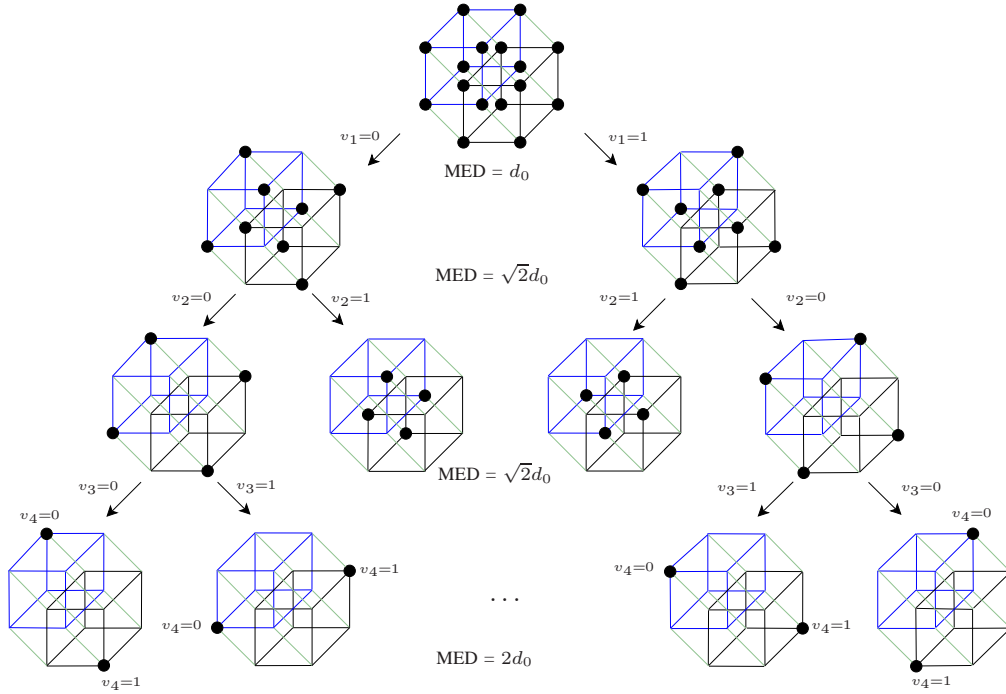 v₁=0
v₁=1
MED = d₀
MED = √2d₀
v₂=0
v₂=1
v₂=1
v₂=0
MED = √2d₀
v₃=0
v₃=1
v₃=1
v₃=0
v₄=0
v₄=0
v₄=1
v₄=0
v₄=0
v₄=1
...
v₄=1
MED = 2d₀
v₄=1
v₄=1